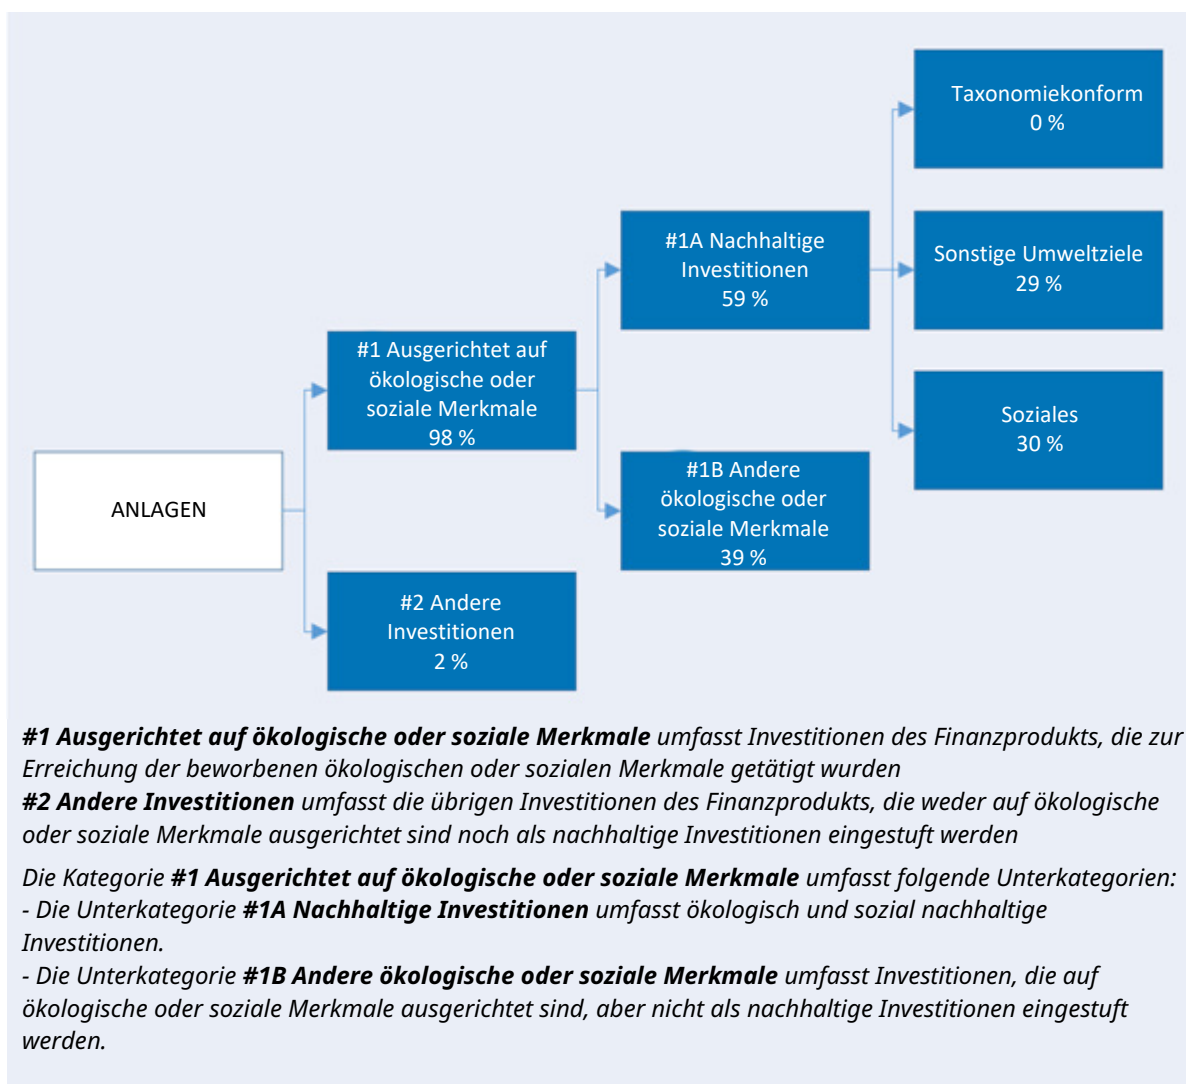 Taxonomiekonform
0 %
#1A Nachhaltige
Investitionen
59 %
Sonstige Umweltziele
29 %
#1 Ausgerichtet auf
ökologische oder
soziale Merkmale
98 %
Soziales
30 %
#1B Andere
ökologische oder
soziale Merkmale
39 %
ANLAGEN
#2 Andere
Investitionen
2 %
#1 Ausgerichtet auf ökologische oder soziale Merkmale umfasst Investitionen des Finanzprodukts, die zur
Erreichung der beworbenen ökologischen oder sozialen Merkmale getätigt wurden
#2 Andere Investitionen umfasst die übrigen Investitionen des Finanzprodukts, die weder auf ökologische
oder soziale Merkmale ausgerichtet sind noch als nachhaltige Investitionen eingestuft werden
Die Kategorie #1 Ausgerichtet auf ökologische oder soziale Merkmale umfasst folgende Unterkategorien:
- Die Unterkategorie #1A Nachhaltige Investitionen umfasst ökologisch und sozial nachhaltige
Investitionen.
- Die Unterkategorie #1B Andere ökologische oder soziale Merkmale umfasst Investitionen, die auf
ökologische oder soziale Merkmale ausgerichtet sind, aber nicht als nachhaltige Investitionen eingestuft
werden.